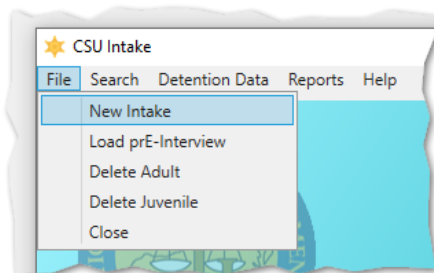 CSU Intake
File Search Detention Data Reports Help
New Intake
Load prE-Interview
Delete Adult
Delete Juvenile
Close